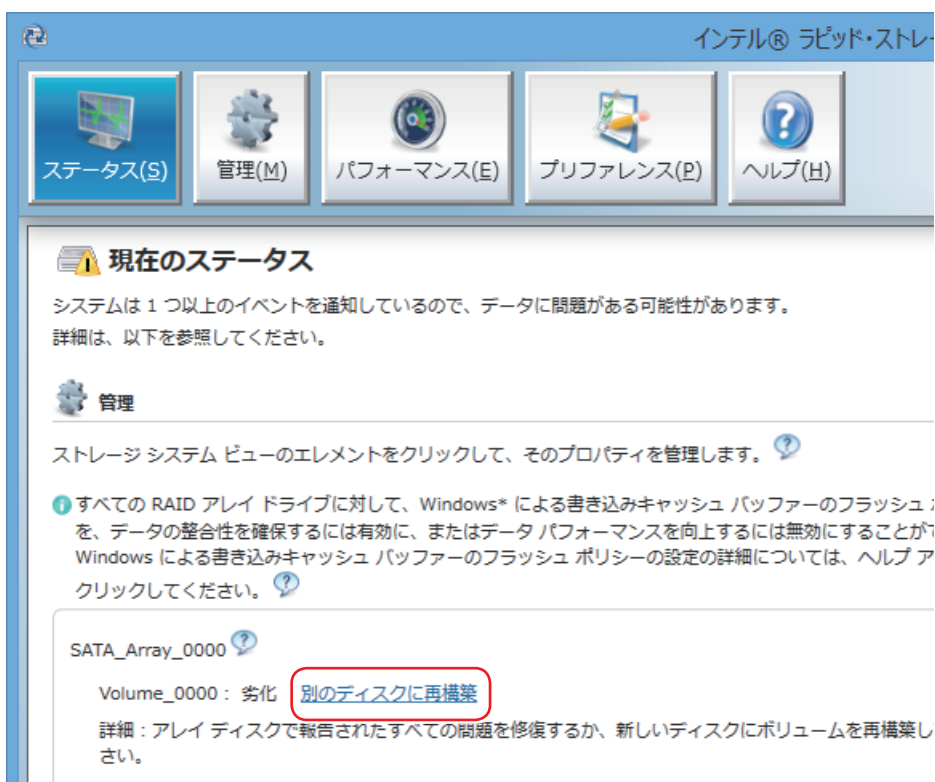 インテル® ラピッド・ストレー
ステータス(S)
管理(M)
パフォーマンス(E)
プリファレンス(P)
ヘルプ(H)
現在のステータス
システムは 1 つ以上のイベントを通知しているので、データに問題がある可能性があります。
詳細は、以下を参照してください。
管理
ストレージ システム ビューのエレメントをクリックして、そのプロパティを管理します。
すべての RAID アレイ ドライブに対して、Windows* による書き込みキャッシュ バッファーのフラッシュ
を、データの整合性を確保するには有効に、またはデータ パフォーマンスを向上するには無効にすることが
Windows による書き込みキャッシュ バッファーのフラッシュ ポリシーの設定の詳細については、ヘルプ ア
クリックしてください。
SATA_Array_0000
Volume_0000： 劣化 別のディスクに再構築
詳細：アレイ ディスクで報告されたすべての問題を修復するか、新しいディスクにボリュームを再構築し
さい。